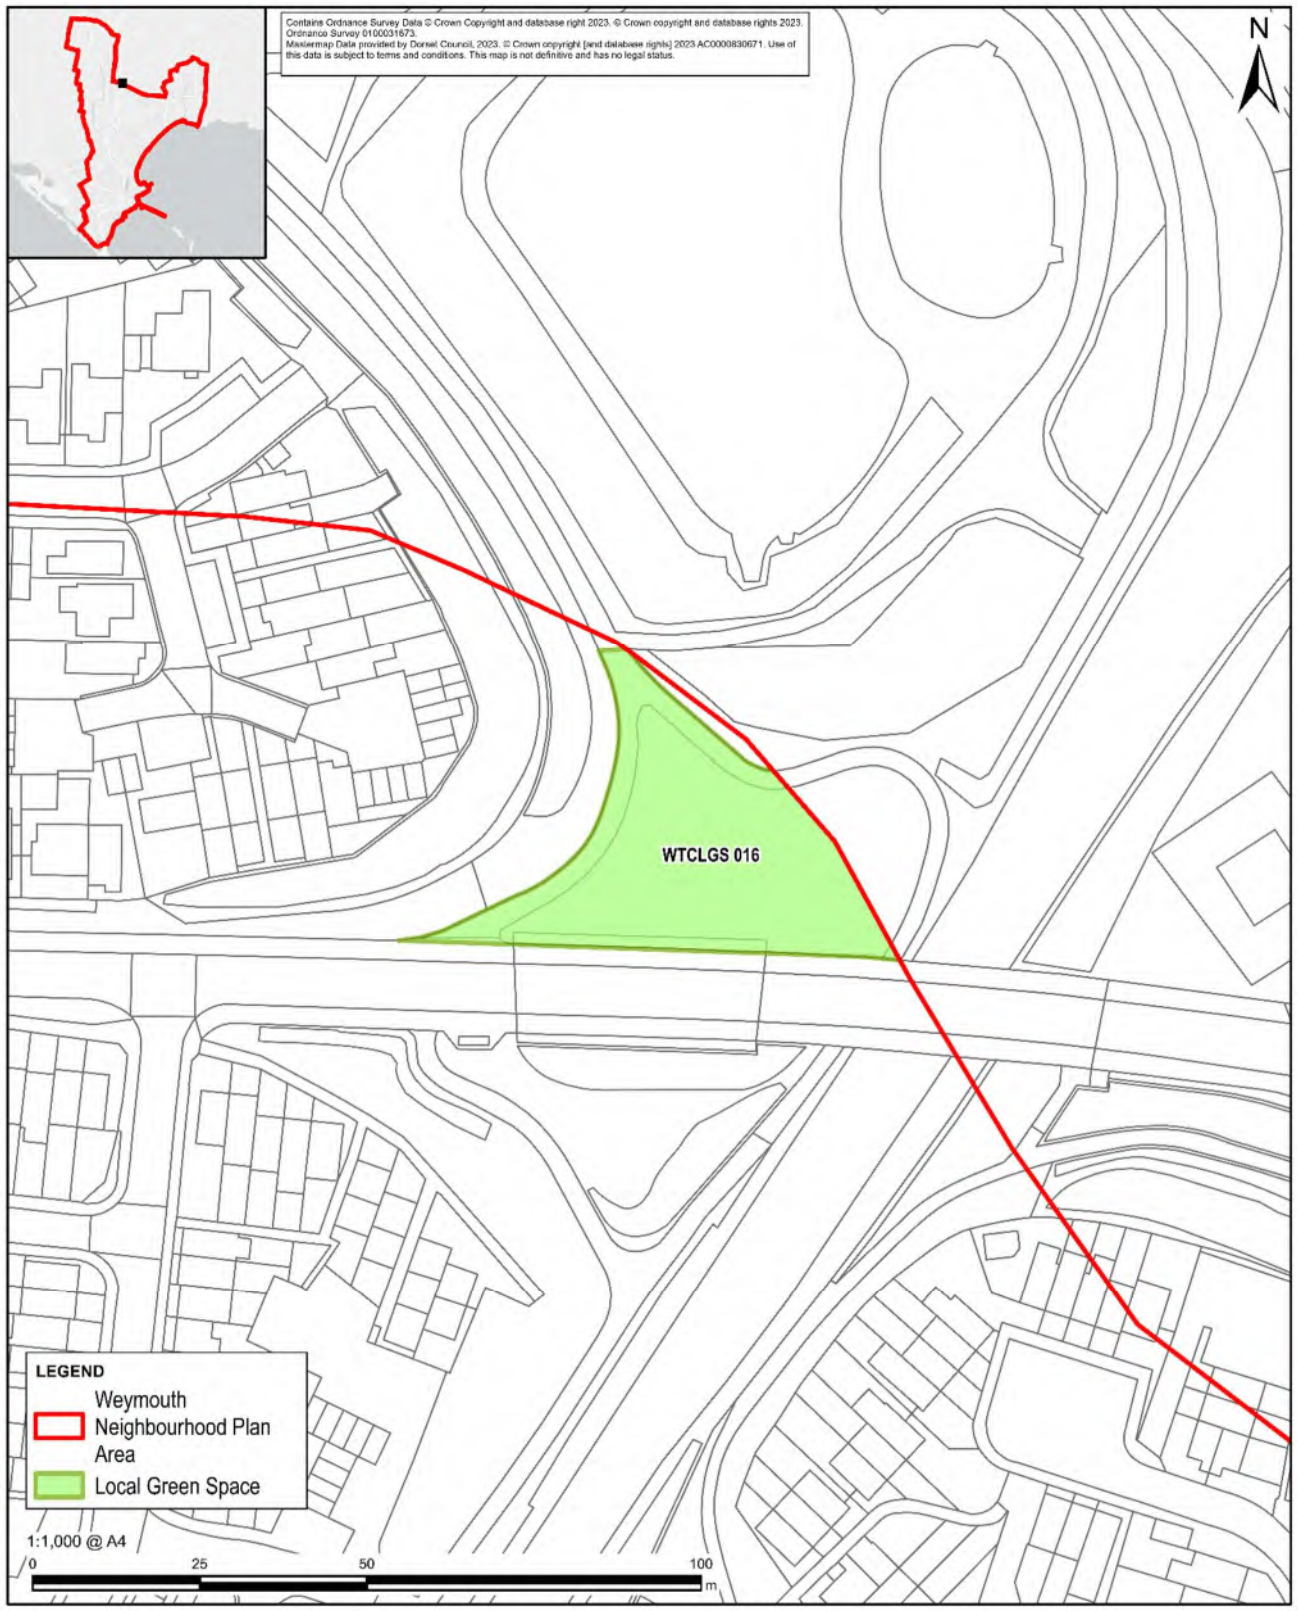 Contains Ordnance Survey Data © Crown Copyright and database right 2023. © Crown copyright and database rights 2023.
Ordnance Survey 0100031673.
Mastermap Data provided by Dorset Council, 2023. © Crown copyright [and database rights] 2023 AC0000830671. Use of
this data is subject to terms and conditions. This map is not definitive and has no legal status.
N
WTCLGS 016
LEGEND
Weymouth
Neighbourhood Plan
Area
Local Green Space
1:1,000 @ A4
0 25 50 100
m